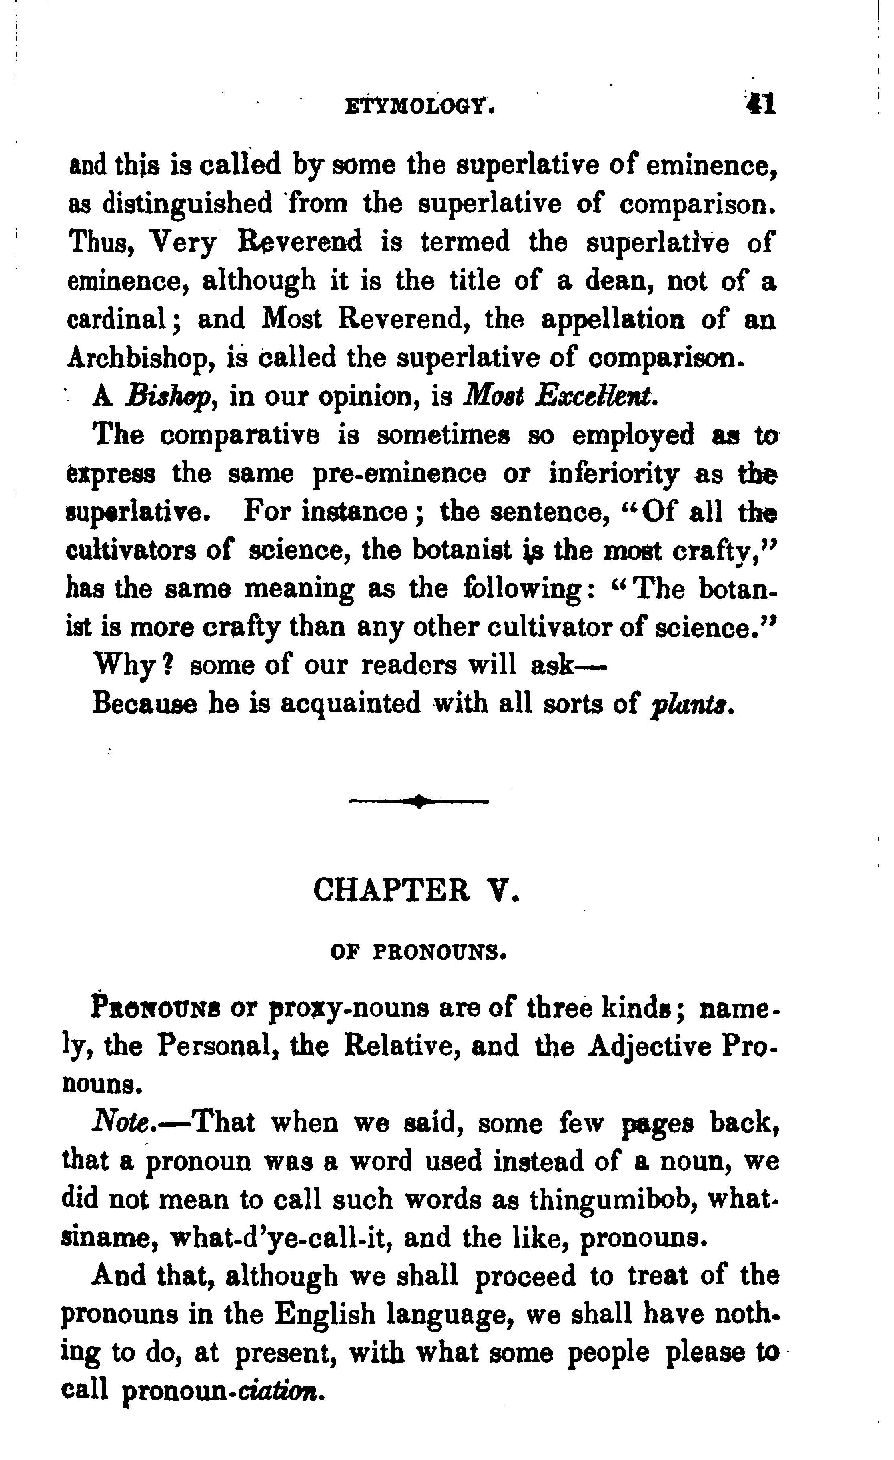 ETYMOLOGY. 41
and this is called by some the superlative of eminence,
as distinguished from the superlative of comparison.
Thus, Very Reverend is termed the superlative of
eminence, although it is the title of a dean, not of a
cardinal; and Most Reverend, the appellation of an
Archbishop, is called the superlative of comparison.
A Bishop, in our opinion, is Most Excellent.
The comparative is sometimes so employed as to
express the same pre-eminence or inferiority as the
superlative. For instance; the sentence, "Of all the
cultivators of science, the botanist is the most crafty,"
has the same meaning as the following: "The botan-
ist is more crafty than any other cultivator of science."
Why? some of our readers will ask—
Because he is acquainted with all sorts of plants.
CHAPTER V.
OF PRONOUNS.
PRONOUNS or proxy-nouns are of three kinds; name-
ly, the Personal, the Relative, and the Adjective Pro-
nouns.
Note.—That when we said, some few pages back,
that a pronoun was a word used instead of a noun, we
did not mean to call such words as thingumibob, what-
siname, what-d'ye-call-it, and the like, pronouns.
And that, although we shall proceed to treat of the
pronouns in the English language, we shall have noth-
ing to do, at present, with what some people please to
call pronoun-ciation.